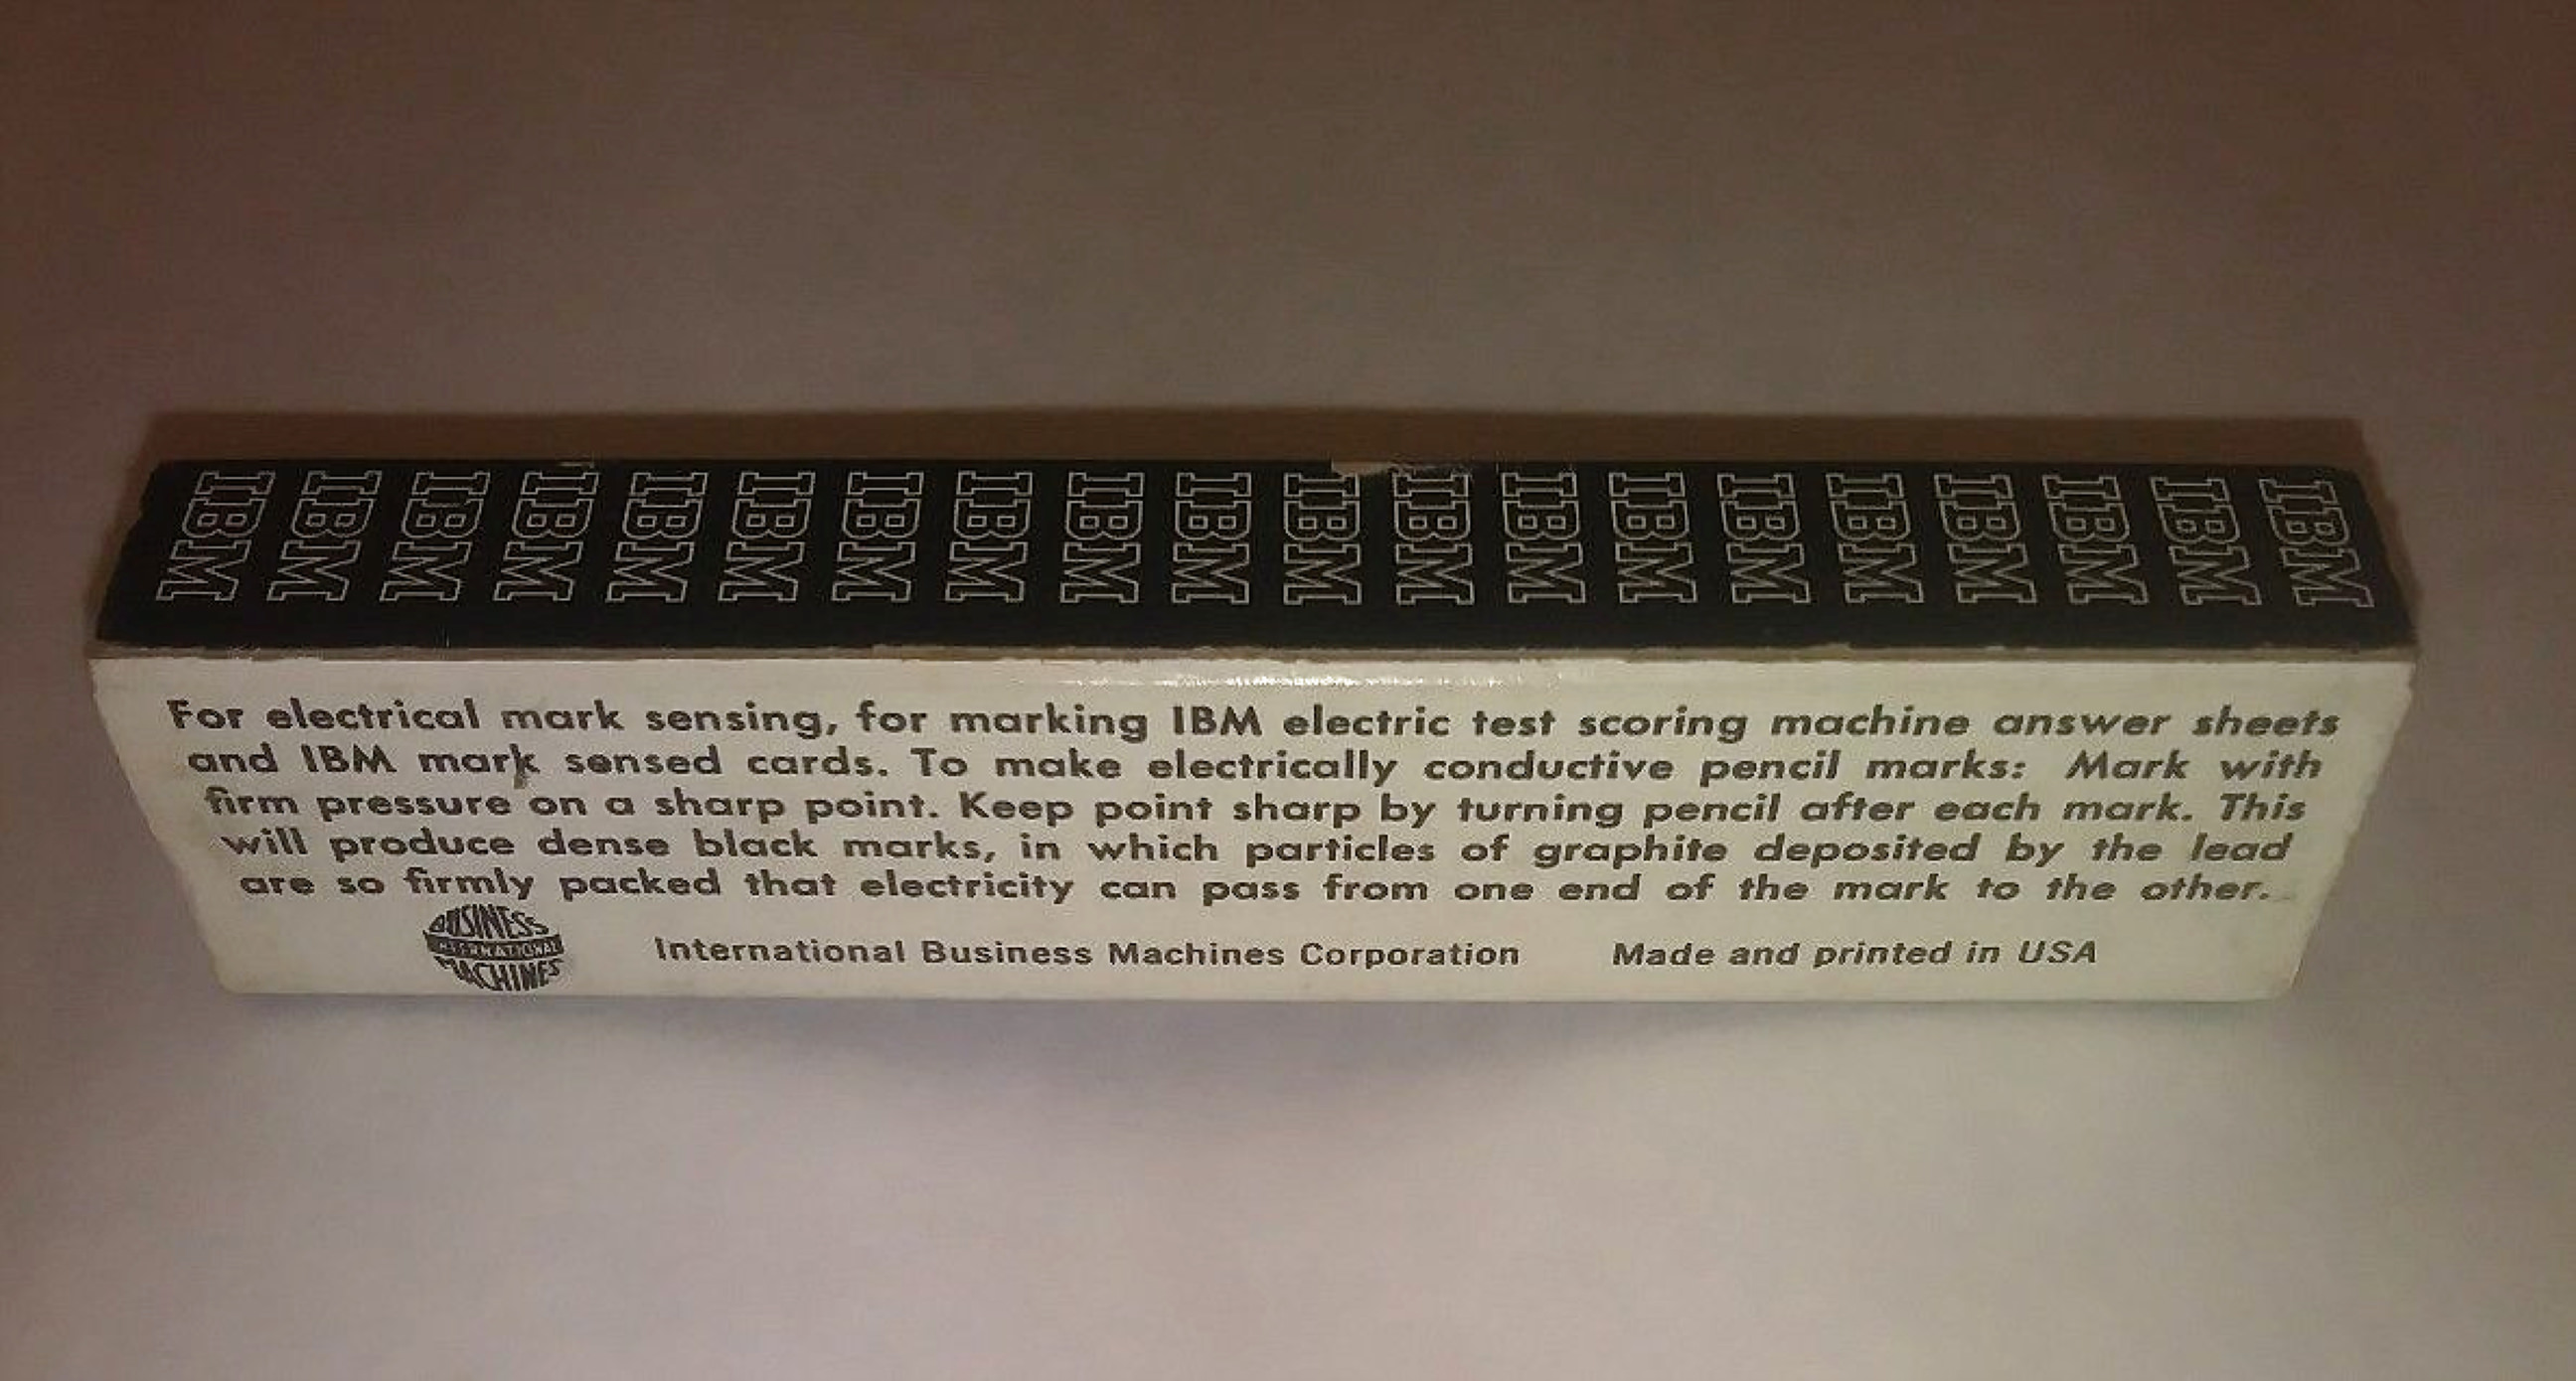 IBM IBM IBM IBM IBM IBM IBM IBM IBM IBM IBM IBM IBM IBM IBM IBM IBM IBM IBM IBM
For electrical mark sensing, for marking IBM electric test scoring machine answer sheets
and IBM mark sensed cards. To make electrically conductive pencil marks: Mark with
firm pressure on a sharp point. Keep point sharp by turning pencil after each mark. This
will produce dense black marks, in which particles of graphite deposited by the lead
are so firmly packed that electricity can pass from one end of the mark to the other.
BUSINESS
INTERNATIONAL
MACHINES
International Business Machines Corporation Made and printed in USA